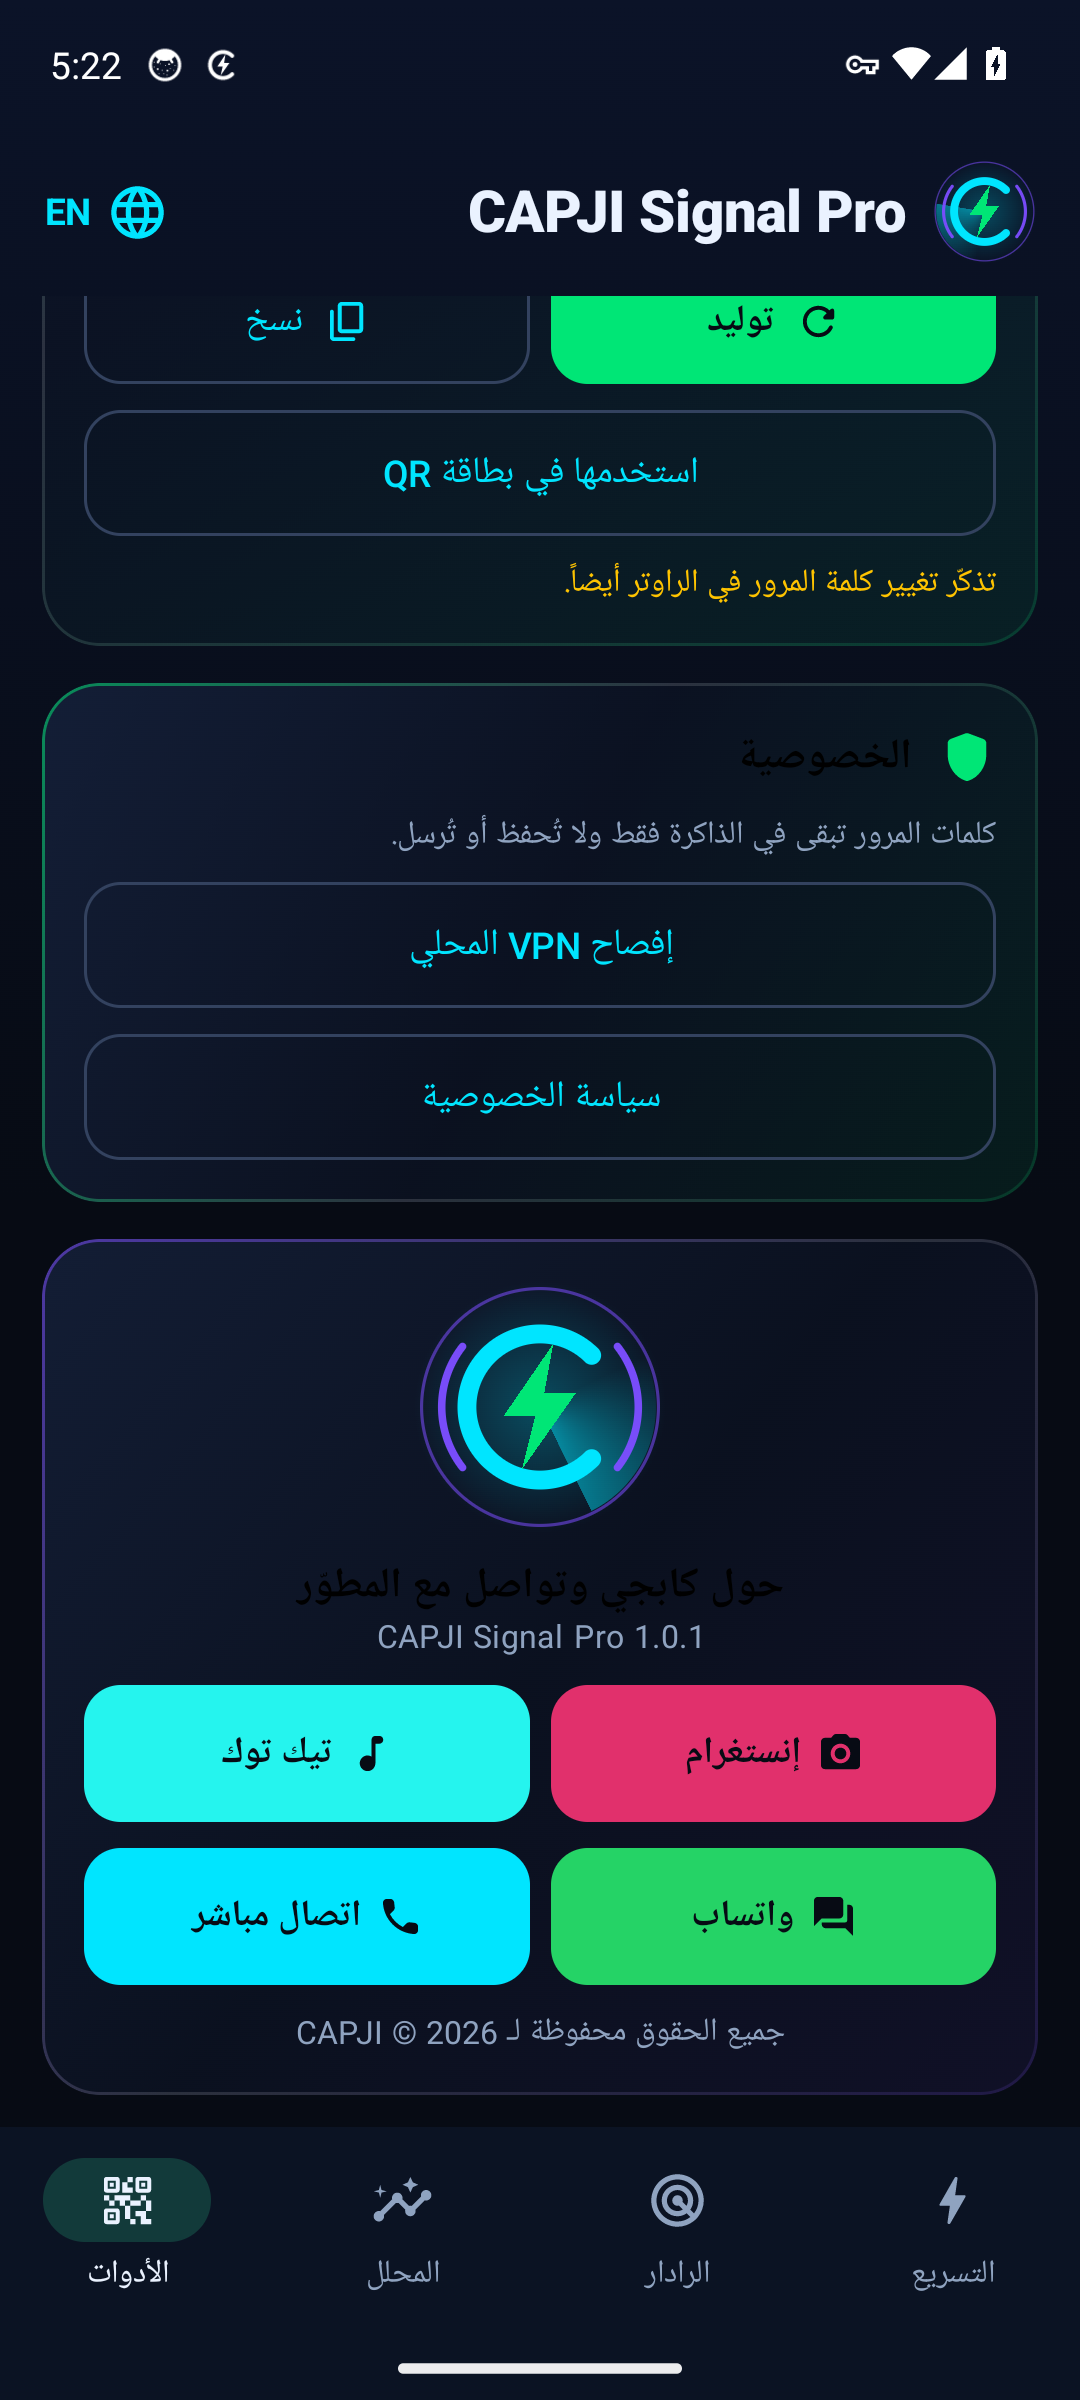 5:22
CAPJI Signal Pro
EN
توليد
نسخ
استخدمها في بطاقة QR
تذكّر تغيير كلمة المرور في الراوتر أيضاً.
الخصوصية
كلمات المرور تبقى في الذاكرة فقط ولا تُحفظ أو تُرسل.
إفصاح VPN المحلي
سياسة الخصوصية
حول كابجي وتواصل مع المطوّر
CAPJI Signal Pro 1.0.1
إنستغرام
تيك توك
واتساب
اتصال مباشر
جميع الحقوق محفوظة لـ CAPJI © 2026
التسريع
الرادار
المحلل
الأدوات